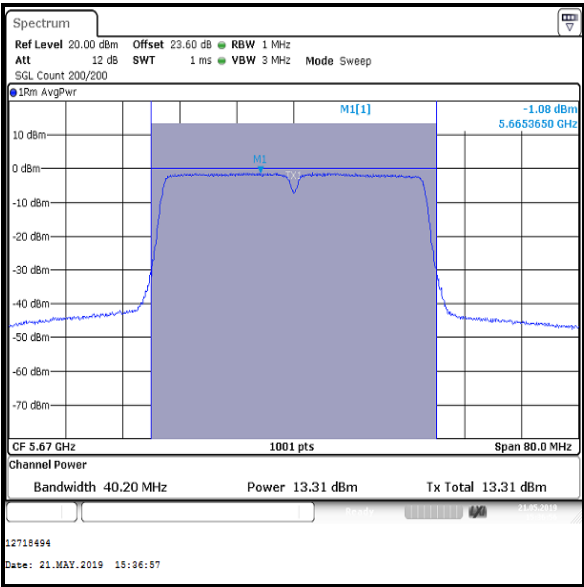 Spectrum
Ref Level 20.00 dBm Offset 23.60 dB RBW 1 MHz
Att 12 dB SWT 1 ms VBW 3 MHz Mode Sweep
SGL Count 200/200
1Rm AvgPwr
M1[1] -1.08 dBm
5.6653650 GHz
10 dBm
M1
0 dBm
-10 dBm
-20 dBm
-30 dBm
-40 dBm
-50 dBm
-60 dBm
-70 dBm
CF 5.67 GHz 1001 pts Span 80.0 MHz
Channel Power
Bandwidth 40.20 MHz Power 13.31 dBm Tx Total 13.31 dBm
Ready 21.05.2019
12718494
Date: 21.MAY.2019 15:36:57